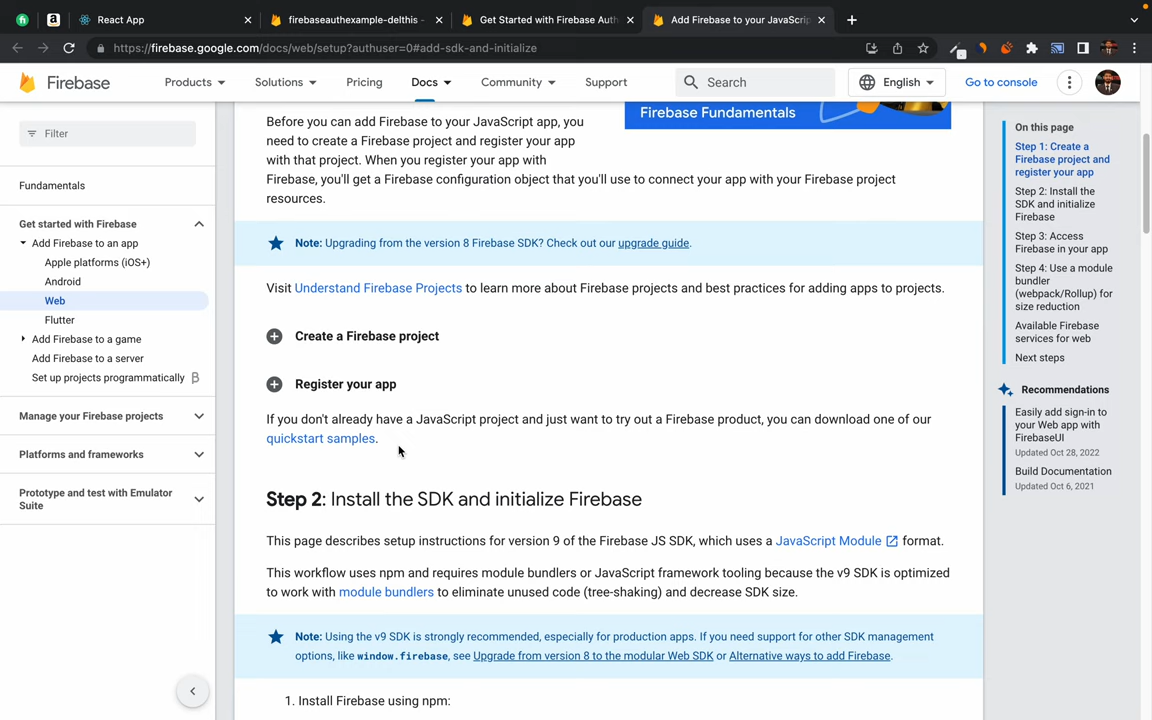 React App
firebaseauthexample-delthis -
Get Started with Firebase Auth
Add Firebase to your JavaScrip
https://firebase.google.com/docs/web/setup?authuser=0#add-sdk-and-initialize
Firebase
Products
Solutions
Pricing
Docs
Community
Support
Search
English
Go to console
Filter
Fundamentals
Get started with Firebase
Add Firebase to an app
Apple platforms (iOS+)
Android
Web
Flutter
Add Firebase to a game
Add Firebase to a server
Set up projects programmatically
Manage your Firebase projects
Platforms and frameworks
Prototype and test with Emulator
Suite
Firebase Fundamentals
Before you can add Firebase to your JavaScript app, you
need to create a Firebase project and register your app
with that project. When you register your app with
Firebase, you'll get a Firebase configuration object that you'll use to connect your app with your Firebase project
resources.
Note: Upgrading from the version 8 Firebase SDK? Check out our upgrade guide.
Visit Understand Firebase Projects to learn more about Firebase projects and best practices for adding apps to projects.
Create a Firebase project
Register your app
If you don't already have a JavaScript project and just want to try out a Firebase product, you can download one of our
quickstart samples.
Step 2: Install the SDK and initialize Firebase
This page describes setup instructions for version 9 of the Firebase JS SDK, which uses a JavaScript Module format.
This workflow uses npm and requires module bundlers or JavaScript framework tooling because the v9 SDK is optimized
to work with module bundlers to eliminate unused code (tree-shaking) and decrease SDK size.
Note: Using the v9 SDK is strongly recommended, especially for production apps. If you need support for other SDK management
options, like window.firebase, see Upgrade from version 8 to the modular Web SDK or Alternative ways to add Firebase.
1. Install Firebase using npm:
On this page
Step 1: Create a
Firebase project and
register your app
Step 2: Install the
SDK and initialize
Firebase
Step 3: Access
Firebase in your app
Step 4: Use a module
bundler
(webpack/Rollup) for
size reduction
Available Firebase
services for web
Next steps
Recommendations
Easily add sign-in to
your Web app with
FirebaseUI
Updated Oct 28, 2022
Build Documentation
Updated Oct 6, 2021